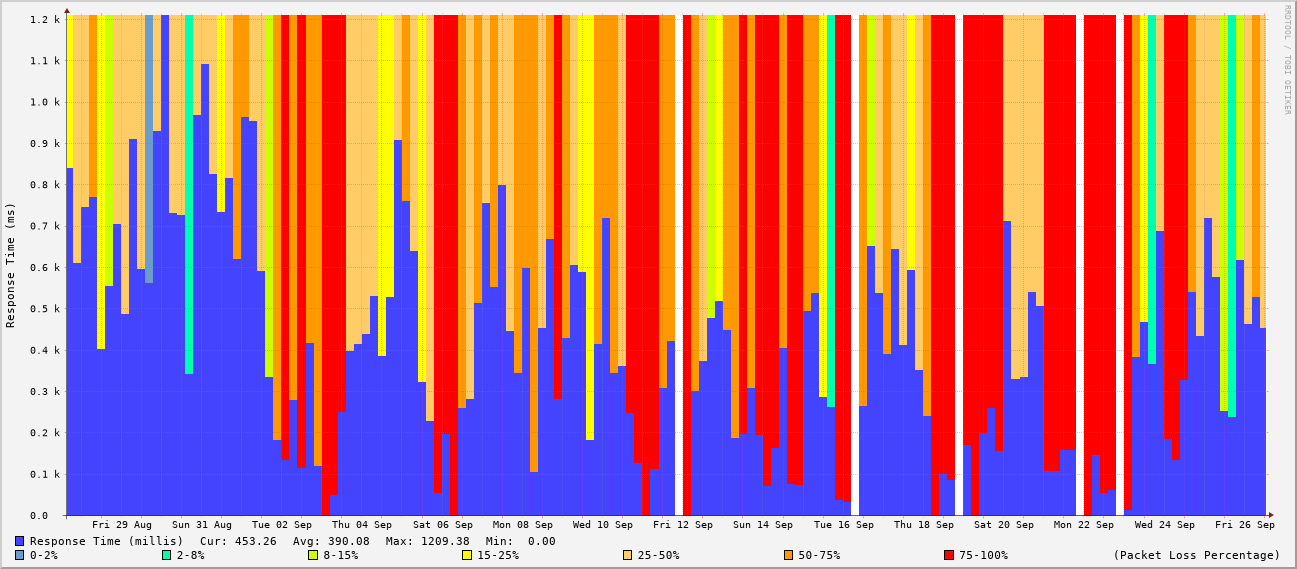 1.2 k
1.1 k
1.0 k
0.9 k
0.8 k
0.7 k
0.6 k
0.5 k
0.4 k
0.3 k
0.2 k
0.1 k
0.0
Response Time (ms)
RRDTOOL / TOBI OETIKER
Fri 29 Aug Sun 31 Aug Tue 02 Sep Thu 04 Sep Sat 06 Sep Mon 08 Sep Wed 10 Sep Fri 12 Sep Sun 14 Sep Tue 16 Sep Thu 18 Sep Sat 20 Sep Mon 22 Sep Wed 24 Sep Fri 26 Sep
Response Time (millis) Cur: 453.26 Avg: 390.08 Max: 1209.38 Min: 0.00
0-2% 2-8% 8-15% 15-25% 25-50% 50-75% 75-100% (Packet Loss Percentage)